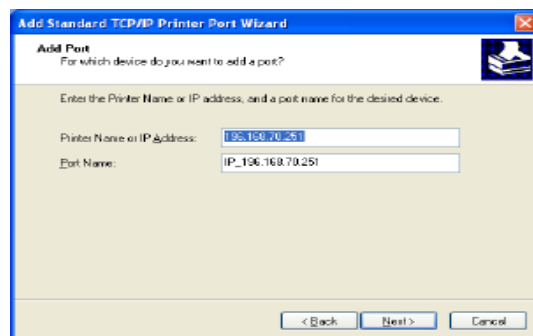 Add Standard TCP/IP Printer Port Wizard
Add Port
For which device do you want to add a port?
Enter the Printer Name or IP address, and a port name for the desired device.
Printer Name or IP Address: 196.168.70.251
Port Name: IP_196.168.70.251
< Back Next > Cancel